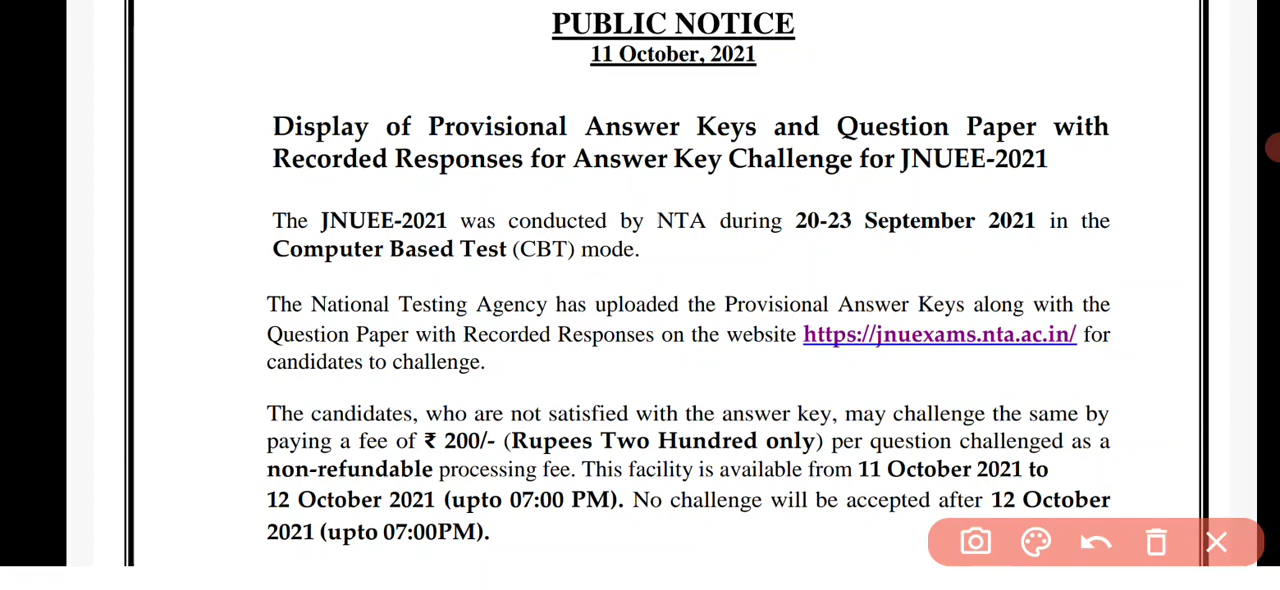 PUBLIC NOTICE
11 October, 2021
Display of Provisional Answer Keys and Question Paper with
Recorded Responses for Answer Key Challenge for JNUEE-2021
The JNUEE-2021 was conducted by NTA during 20-23 September 2021 in the
Computer Based Test (CBT) mode.
The National Testing Agency has uploaded the Provisional Answer Keys along with the
Question Paper with Recorded Responses on the website https://jnuexams.nta.ac.in/ for
candidates to challenge.
The candidates, who are not satisfied with the answer key, may challenge the same by
paying a fee of ₹ 200/- (Rupees Two Hundred only) per question challenged as a
non-refundable processing fee. This facility is available from 11 October 2021 to
12 October 2021 (upto 07:00 PM). No challenge will be accepted after 12 October
2021 (upto 07:00PM).